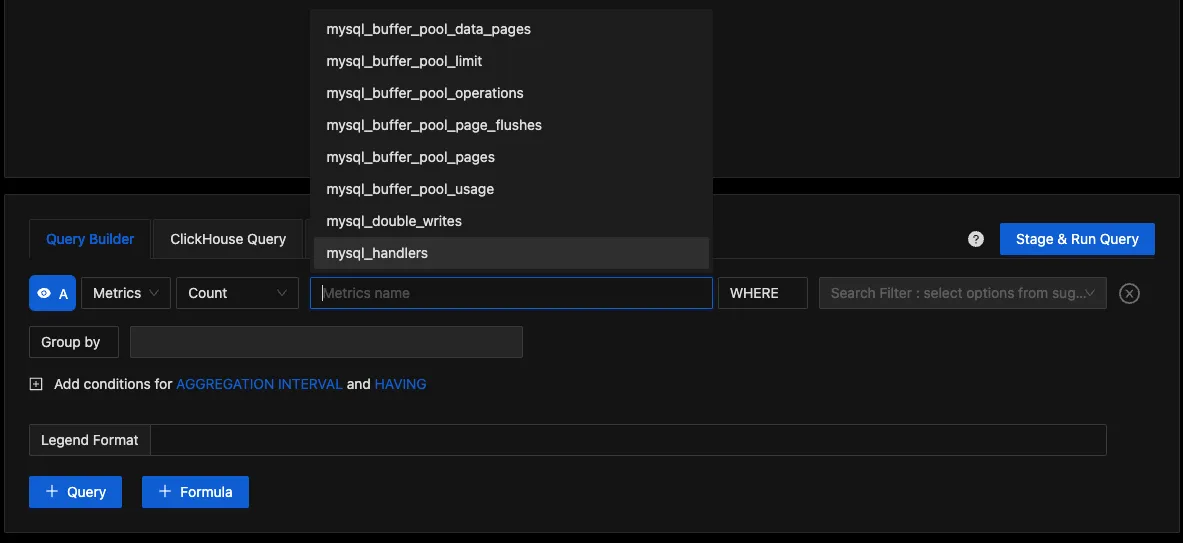 mysql_buffer_pool_data_pages
mysql_buffer_pool_limit
mysql_buffer_pool_operations
mysql_buffer_pool_page_flushes
mysql_buffer_pool_pages
mysql_buffer_pool_usage
mysql_double_writes
mysql_handlers
Query Builder ClickHouse Query ? Stage & Run Query
A Metrics Count Metrics name WHERE Search Filter : select options from sug...
Group by
Add conditions for AGGREGATION INTERVAL and HAVING
Legend Format
+ Query + Formula